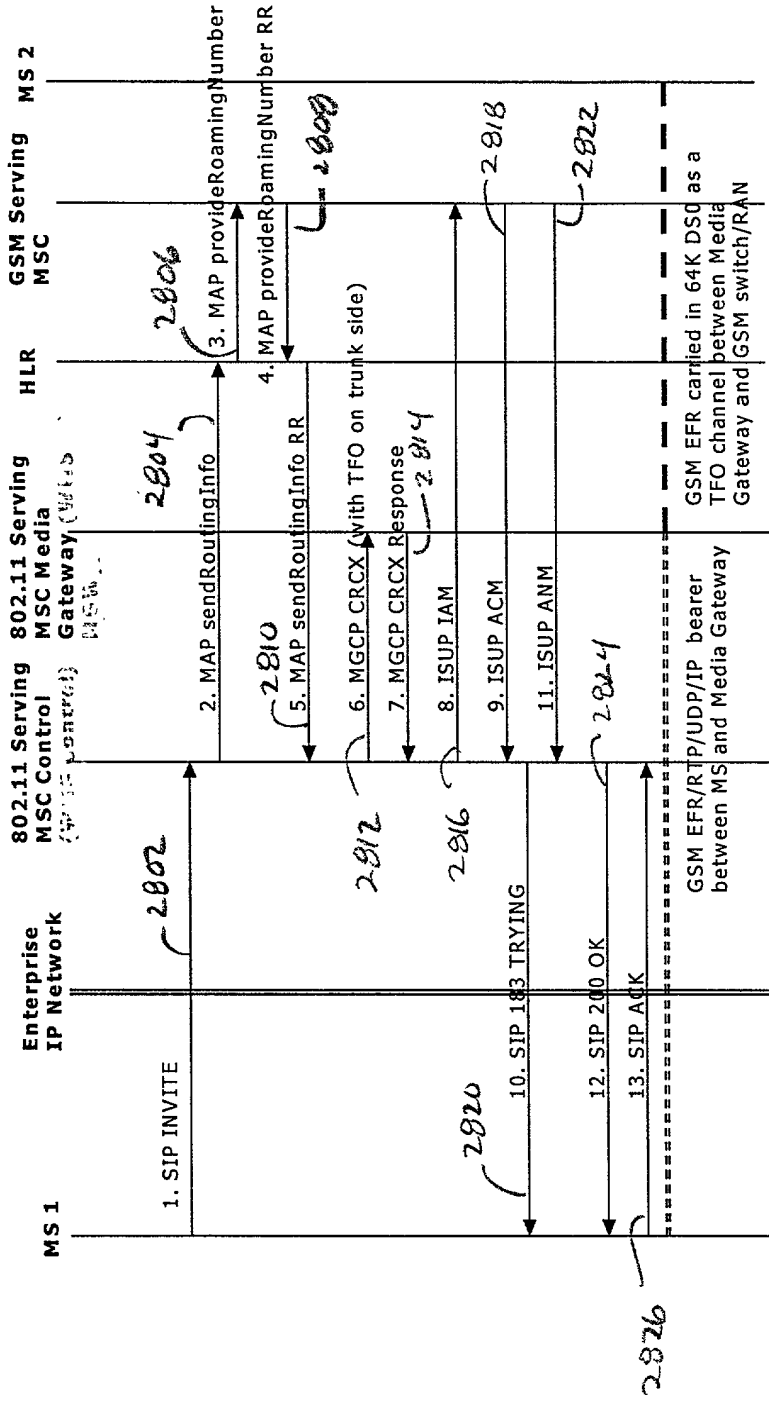 MS 1
Enterprise
IP Network
802.11 Serving
MSC Control
802.11 Serving
MSC Media
Gateway
HLR
GSM Serving
MSC
MS 2
1. SIP INVITE
2802
2. MAP sendRoutingInfo
2804
3. MAP provideRoamingNumber
2806
4. MAP provideRoamingNumber RR
2808
5. MAP sendRoutingInfo RR
2810
6. MGCP CRCX (with TFO on trunk side)
2812
7. MGCP CRCX Response
2814
8. ISUP IAM
2816
9. ISUP ACM
2818
10. SIP 183 TRYING
2820
11. ISUP ANM
2822
12. SIP 200 OK
2824
13. SIP ACK
2826
GSM EFR/RTP/UDP/IP bearer
between MS and Media Gateway
GSM EFR carried in 64K DS0 as a
TFO channel between Media
Gateway and GSM switch/RAN